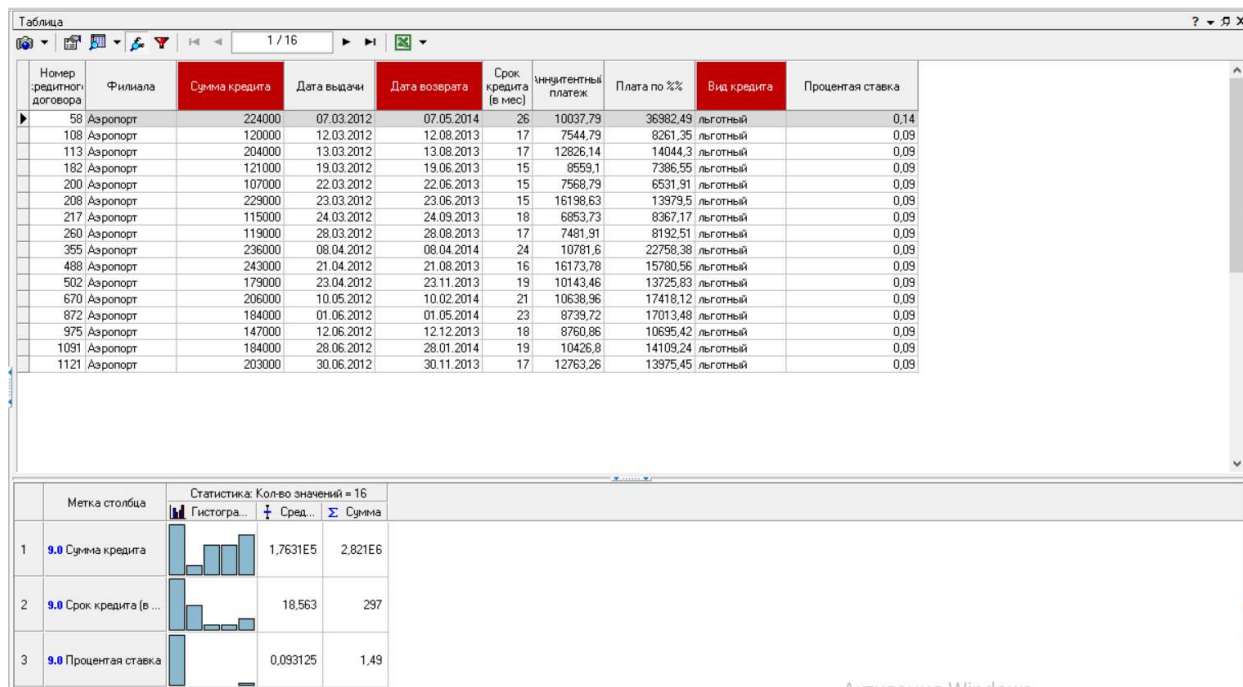 Таблица
1 / 16
Номер кредитного договора Филиала Сумма кредита Дата выдачи Дата возврата Срок кредита (в мес) Аннуитентный платеж Плата по %% Вид кредита Процентая ставка
58 Аэропорт 224000 07.03.2012 07.05.2014 26 10037,79 36982,49 льготный 0,14
108 Аэропорт 120000 12.03.2012 12.08.2013 17 7544,79 8261,35 льготный 0,09
113 Аэропорт 204000 13.03.2012 13.08.2013 17 12826,14 14044,3 льготный 0,09
182 Аэропорт 121000 19.03.2012 19.06.2013 15 8559,1 7386,55 льготный 0,09
200 Аэропорт 107000 22.03.2012 22.06.2013 15 7568,79 6531,91 льготный 0,09
208 Аэропорт 229000 23.03.2012 23.06.2013 15 16198,63 13979,5 льготный 0,09
217 Аэропорт 115000 24.03.2012 24.09.2013 18 6853,73 8367,17 льготный 0,09
260 Аэропорт 119000 28.03.2012 28.08.2013 17 7481,91 8192,51 льготный 0,09
355 Аэропорт 236000 08.04.2012 08.04.2014 24 10781,6 22758,38 льготный 0,09
488 Аэропорт 243000 21.04.2012 21.08.2013 16 16173,78 15780,56 льготный 0,09
502 Аэропорт 179000 23.04.2012 23.11.2013 19 10143,46 13725,83 льготный 0,09
670 Аэропорт 206000 10.05.2012 10.02.2014 21 10638,96 17418,12 льготный 0,09
872 Аэропорт 184000 01.06.2012 01.05.2014 23 8739,72 17013,48 льготный 0,09
975 Аэропорт 147000 12.06.2012 12.12.2013 18 8760,86 10695,42 льготный 0,09
1091 Аэропорт 184000 28.06.2012 28.01.2014 19 10426,8 14109,24 льготный 0,09
1121 Аэропорт 203000 30.06.2012 30.11.2013 17 12763,26 13975,45 льготный 0,09
Метка столбца Статистика: Кол-во значений = 16
Гистогра... Сред... Σ Сумма
1 9.0 Сумма кредита 1,7631E5 2,821E6
2 9.0 Срок кредита (в ... 18,563 297
3 9.0 Процентая ставка 0,093125 1,49